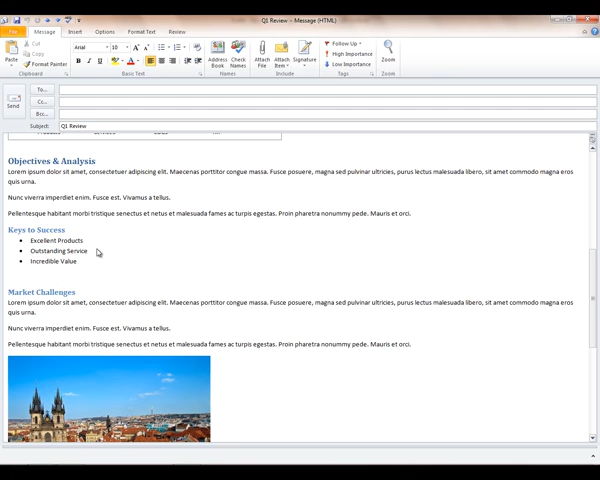 Q1 Review - Message (HTML)
File Message Insert Options Format Text Review
Paste
Cut
Copy
Format Painter
Clipboard
Arial 10
B I U
Basic Text
Address Book
Check Names
Names
Attach File
Attach Item
Signature
Include
Follow Up
High Importance
Low Importance
Tags
Zoom
Zoom
Send
To...
Cc...
Bcc...
Subject: Q1 Review
Objectives & Analysis
Lorem ipsum dolor sit amet, consectetuer adipiscing elit. Maecenas porttitor congue massa. Fusce posuere, magna sed pulvinar ultricies, purus lectus malesuada libero, sit amet commodo magna eros
quis urna.
Nunc viverra imperdiet enim. Fusce est. Vivamus a tellus.
Pellentesque habitant morbi tristique senectus et netus et malesuada fames ac turpis egestas. Proin pharetra nonummy pede. Mauris et orci.
Keys to Success
• Excellent Products
• Outstanding Service
• Incredible Value
Market Challenges
Lorem ipsum dolor sit amet, consectetuer adipiscing elit. Maecenas porttitor congue massa. Fusce posuere, magna sed pulvinar ultricies, purus lectus malesuada libero, sit amet commodo magna eros
quis urna.
Nunc viverra imperdiet enim. Fusce est. Vivamus a tellus.
Pellentesque habitant morbi tristique senectus et netus et malesuada fames ac turpis egestas. Proin pharetra nonummy pede. Mauris et orci.